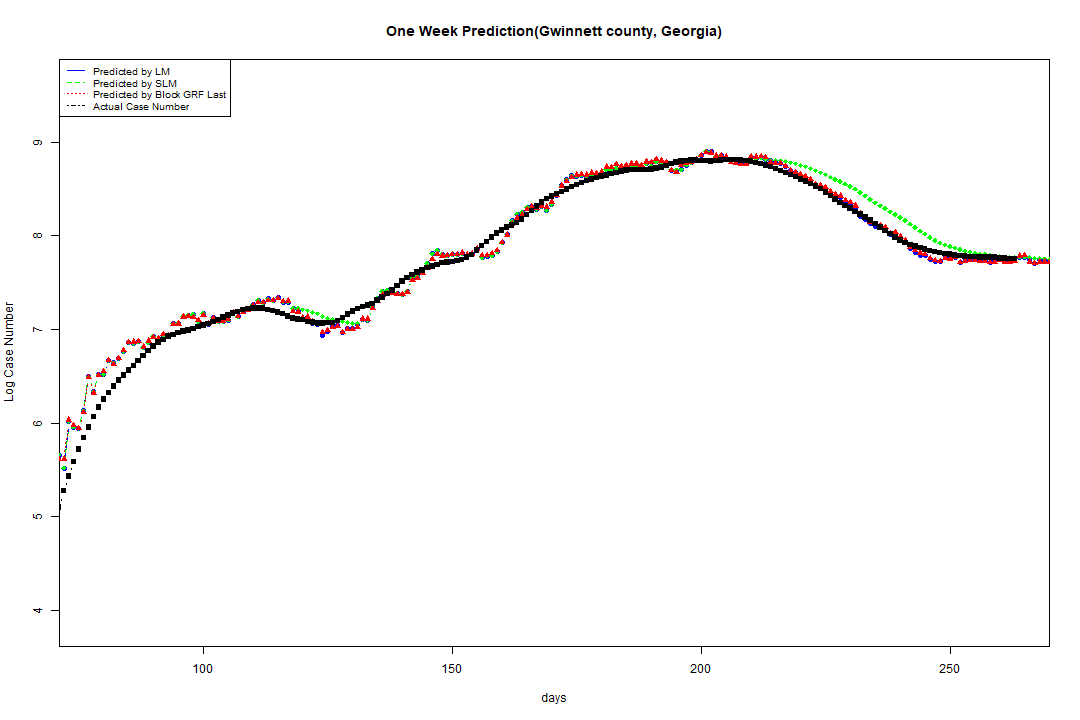 One Week Prediction(Gwinnett county, Georgia)
Predicted by LM
Predicted by SLM
Predicted by Block GRF Last
Actual Case Number
9
8
7
6
5
4
Log Case Number
100 150 200 250
days